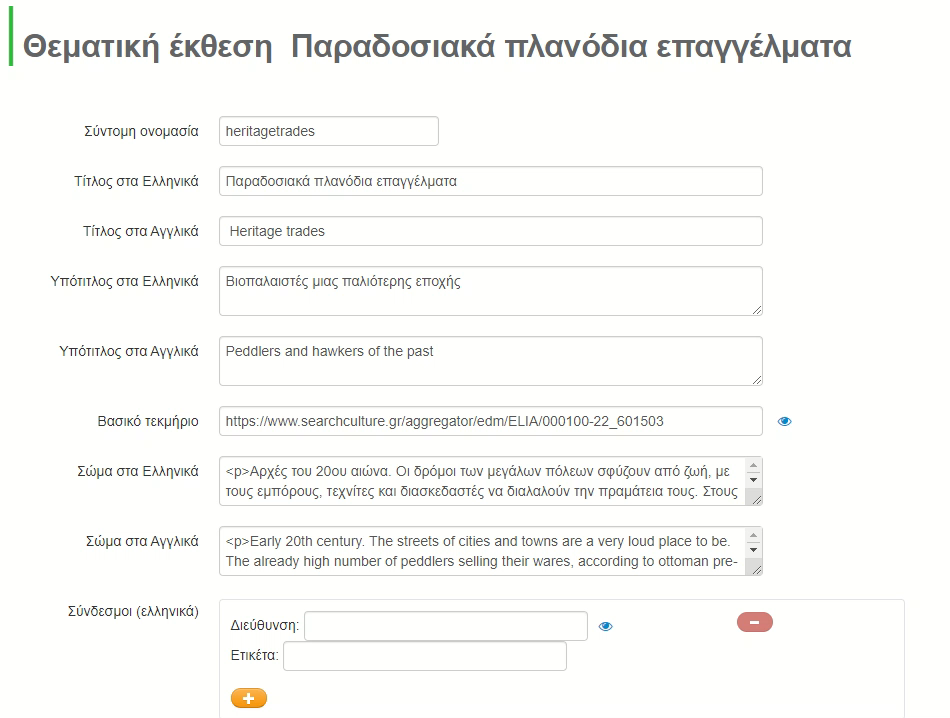 Θεματική έκθεση Παραδοσιακά πλανόδια επαγγέλματα
Σύντομη ονομασία heritagetrades
Τίτλος στα Ελληνικά Παραδοσιακά πλανόδια επαγγέλματα
Τίτλος στα Αγγλικά Heritage trades
Υπότιτλος στα Ελληνικά Βιοπαλαιστές μιας παλιότερης εποχής
Υπότιτλος στα Αγγλικά Peddlers and hawkers of the past
Βασικό τεκμήριο https://www.searchculture.gr/aggregator/edm/ELIA/000100-22_601503
Σώμα στα Ελληνικά <p>Αρχές του 20ου αιώνα. Οι δρόμοι των μεγάλων πόλεων σφύζουν από ζωή, με
τους εμπόρους, τεχνίτες και διασκεδαστές να διαλαλούν την πραμάτεια τους. Στους
Σώμα στα Αγγλικά <p>Early 20th century. The streets of cities and towns are a very loud place to be.
The already high number of peddlers selling their wares, according to ottoman pre-
Σύνδεσμοι (ελληνικά)
Διεύθυνση:
Ετικέτα: